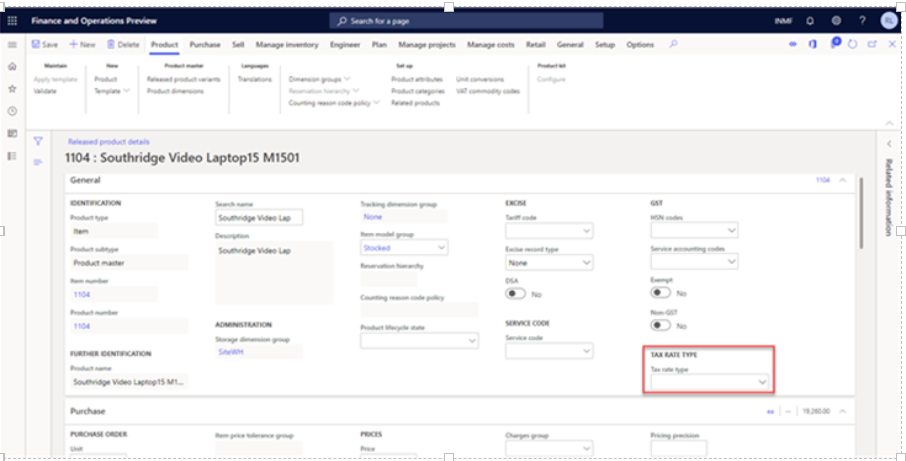 Finance and Operations Preview
Search for a page
INMF
?
RL
Save
New
Delete
Product
Purchase
Sell
Manage inventory
Engineer
Plan
Manage projects
Manage costs
Retail
General
Setup
Options
Maintain
Apply template
Validate
New
Product
Template
Product master
Released product variants
Product dimensions
Languages
Translations
Dimension groups
Reservation hierarchy
Counting reason code policy
Set up
Product attributes
Product categories
Related products
Unit conversions
VAT commodity codes
Product kit
Configure
Released product details
1104 : Southridge Video Laptop15 M1501
Related information
General
1104
IDENTIFICATION
Product type
Item
Product subtype
Product master
Item number
1104
Product number
1104
FURTHER IDENTIFICATION
Product name
Southridge Video Laptop15 M1...
Search name
Southridge Video Lap
Description
Southridge Video Lap
ADMINISTRATION
Storage dimension group
SiteWH
Tracking dimension group
None
Item model group
Stocked
Reservation hierarchy
Counting reason code policy
Product lifecycle state
EXCISE
Tariff code
Excise record type
None
DSA
No
SERVICE CODE
Service code
GST
HSN codes
Service accounting codes
Exempt
No
Non-GST
No
TAX RATE TYPE
Tax rate type
Purchase
ea
--
19,260.00
PURCHASE ORDER
Unit
Item price tolerance group
PRICES
Price
Charges group
Pricing precision